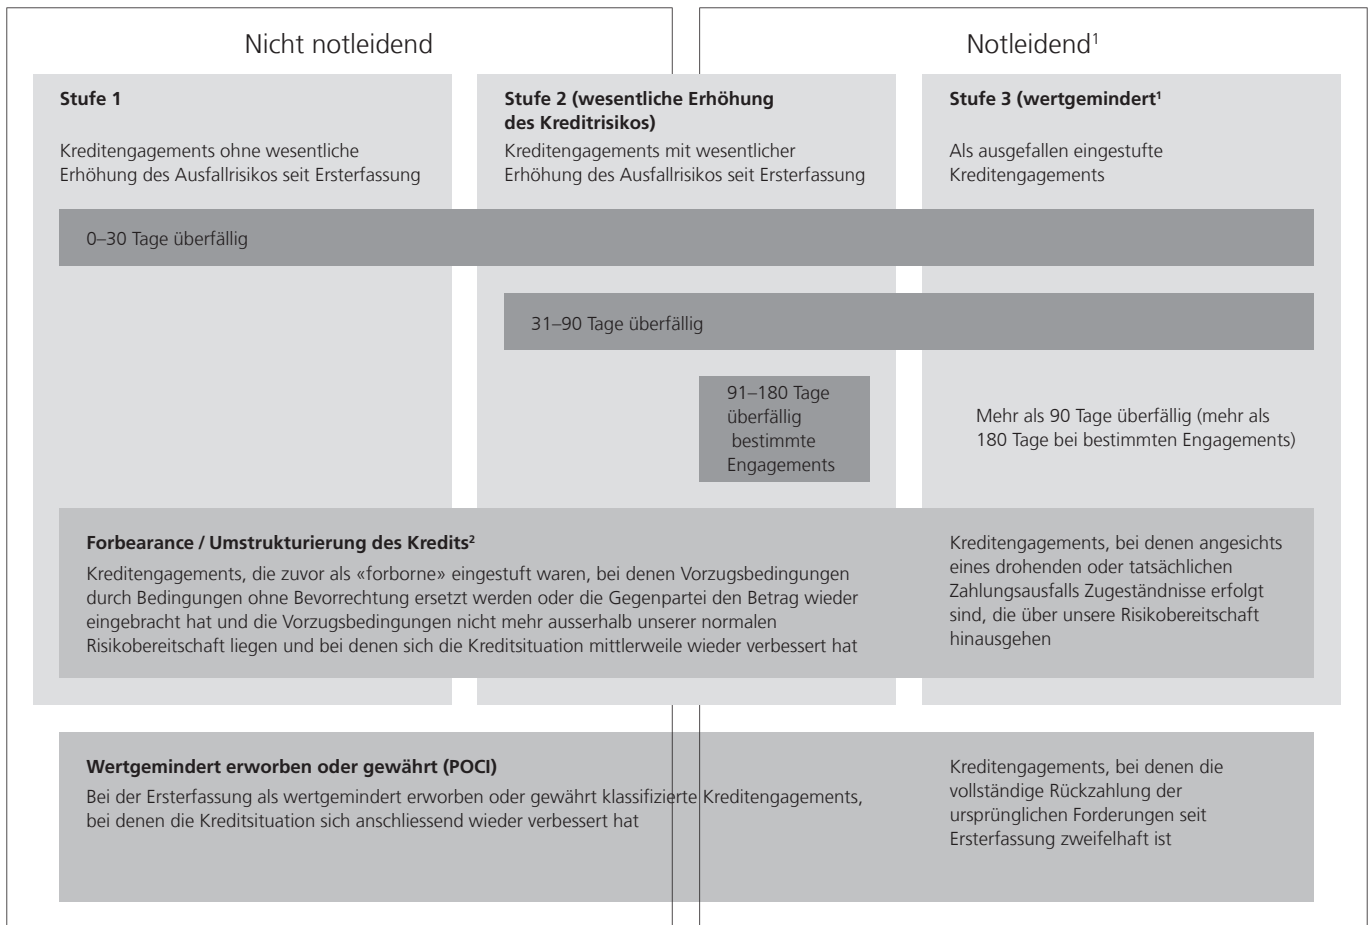 Nicht notleidend
Notleidend¹
Stufe 1
Kreditengagements ohne wesentliche
Erhöhung des Ausfallrisikos seit Ersterfassung
Stufe 2 (wesentliche Erhöhung
des Kreditrisikos)
Kreditengagements mit wesentlicher
Erhöhung des Ausfallrisikos seit Ersterfassung
Stufe 3 (wertgemindert¹
Als ausgefallen eingestufte
Kreditengagements
0–30 Tage überfällig
31–90 Tage überfällig
91–180 Tage
überfällig
bestimmte
Engagements
Mehr als 90 Tage überfällig (mehr als
180 Tage bei bestimmten Engagements)
Forbearance / Umstrukturierung des Kredits²
Kreditengagements, die zuvor als «forborne» eingestuft waren, bei denen Vorzugsbedingungen
durch Bedingungen ohne Bevorrechtung ersetzt werden oder die Gegenpartei den Betrag wieder
eingebracht hat und die Vorzugsbedingungen nicht mehr ausserhalb unserer normalen
Risikobereitschaft liegen und bei denen sich die Kreditsituation mittlerweile wieder verbessert hat
Kreditengagements, bei denen angesichts
eines drohenden oder tatsächlichen
Zahlungsausfalls Zugeständnisse erfolgt
sind, die über unsere Risikobereitschaft
hinausgehen
Wertgemindert erworben oder gewährt (POCI)
Bei der Ersterfassung als wertgemindert erworben oder gewährt klassifizierte Kreditengagements,
bei denen die Kreditsituation sich anschliessend wieder verbessert hat
Kreditengagements, bei denen die
vollständige Rückzahlung der
ursprünglichen Forderungen seit
Ersterfassung zweifelhaft ist